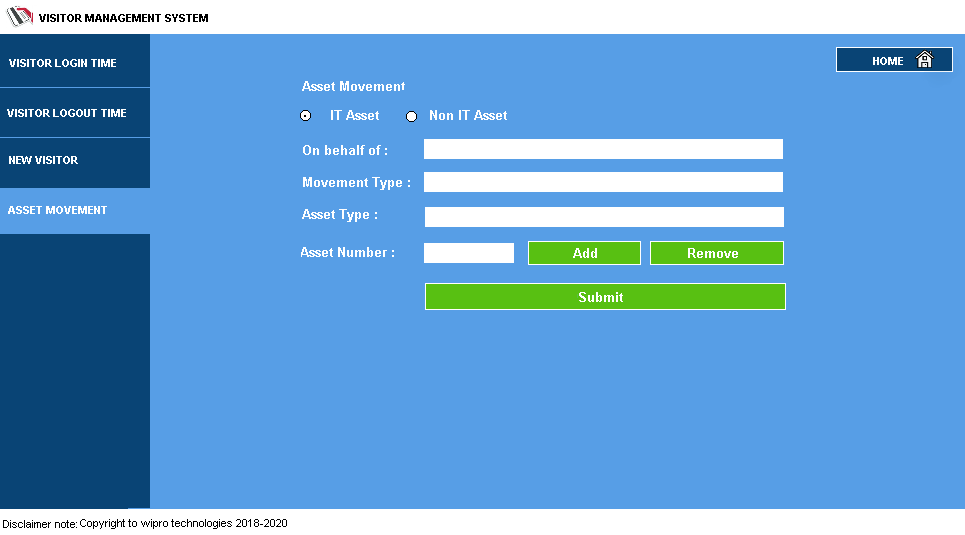 VISITOR MANAGEMENT SYSTEM
VISITOR LOGIN TIME
VISITOR LOGOUT TIME
NEW VISITOR
ASSET MOVEMENT
HOME
Asset Movement
IT Asset Non IT Asset
On behalf of :
Movement Type :
Asset Type :
Asset Number : Add Remove
Submit
Disclaimer note: Copyright to wipro technologies 2018-2020